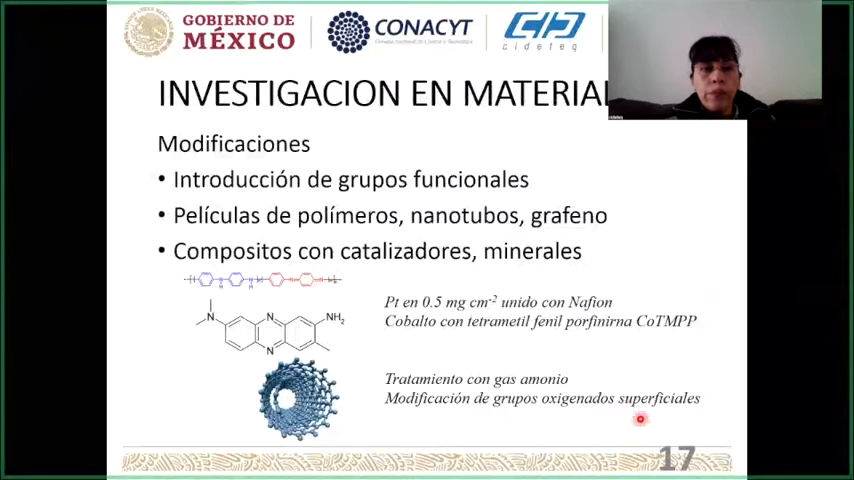 GOBIERNO DE
MÉXICO
CONACYT
cideteq
INVESTIGACION EN MATERIAL
Modificaciones
• Introducción de grupos funcionales
• Películas de polímeros, nanotubos, grafeno
• Compositos con catalizadores, minerales
N
N
NH2
N
Pt en 0.5 mg cm-2 unido con Nafion
Cobalto con tetrametil fenil porfinirna CoTMPP
Tratamiento con gas amonio
Modificación de grupos oxigenados superficiales
17